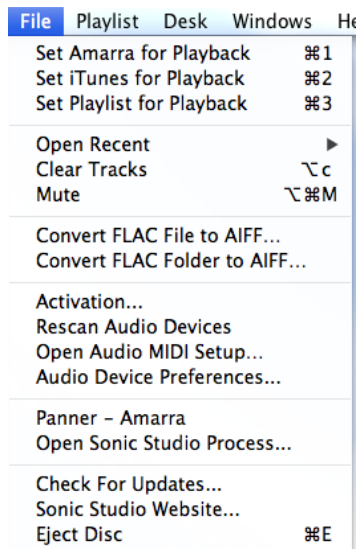 File Playlist Desk Windows
Set Amarra for Playback ⌘1
Set iTunes for Playback ⌘2
Set Playlist for Playback ⌘3
Open Recent ▶
Clear Tracks ⌥c
Mute ⌥⌘M
Convert FLAC File to AIFF...
Convert FLAC Folder to AIFF...
Activation...
Rescan Audio Devices
Open Audio MIDI Setup...
Audio Device Preferences...
Panner – Amarra
Open Sonic Studio Process...
Check For Updates...
Sonic Studio Website...
Eject Disc ⌘E